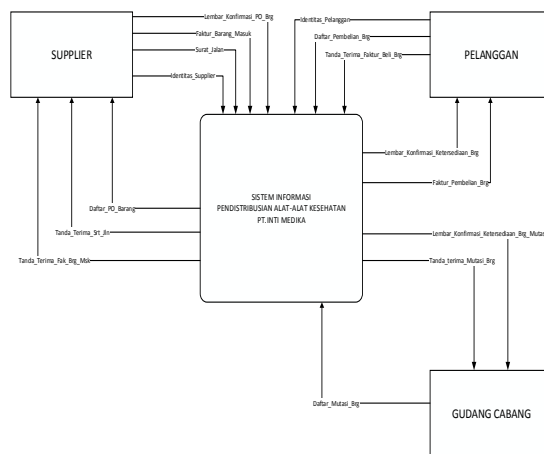 Lembar_Konfirmasi_PO_Brg
Faktur_Barang_Masuk
Surat_Jalan
Identitas_Supplier
SUPPLIER
Identitas_Pelanggan
Daftar_Pembelian_Brg
Tanda_Terima_Faktur_Beli_Brg
PELANGGAN
SISTEM INFORMASI
PENDISTRIBUSIAN ALAT-ALAT KESEHATAN
PT.INTI MEDIKA
Lembar_Konfirmasi_Ketersediaan_Brg
Faktur_Pembelian_Brg
Daftar_PO_Barang
Tanda_Terima_Srt_Jln
Tanda_Terima_Fak_Brg_Msk
Lembar_Konfirmasi_Ketersediaan_Brg_Mutasi
Tanda_terima_Mutasi_Brg
Daftar_Mutasi_Brg
GUDANG CABANG